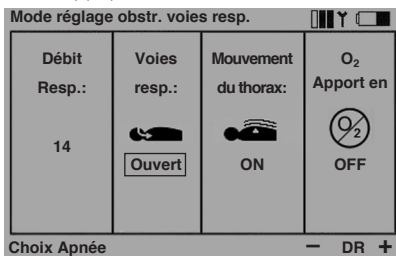 Mode réglage obstr. voies resp.
Débit
Resp.:
14
Voies
resp.:
Ouvert
Mouvement
du thorax:
ON
O₂
Apport en
O₂
OFF
Choix Apnée
− DR +